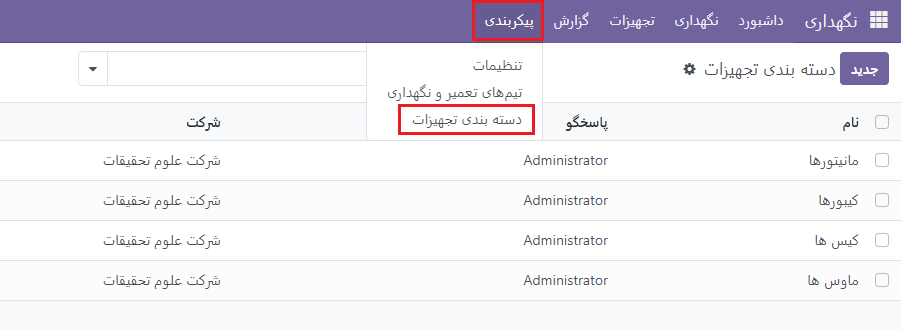 نگهداری داشبورد نگهداری تجهیزات گزارش پیکربندی
جدید دسته بندی تجهیزات
تنظیمات
تیم‌های تعمیر و نگهداری
دسته بندی تجهیزات
نام پاسخگو شرکت
مانیتورها Administrator شرکت علوم تحقیقات
کیبورها Administrator شرکت علوم تحقیقات
کیس ها Administrator شرکت علوم تحقیقات
ماوس ها Administrator شرکت علوم تحقیقات